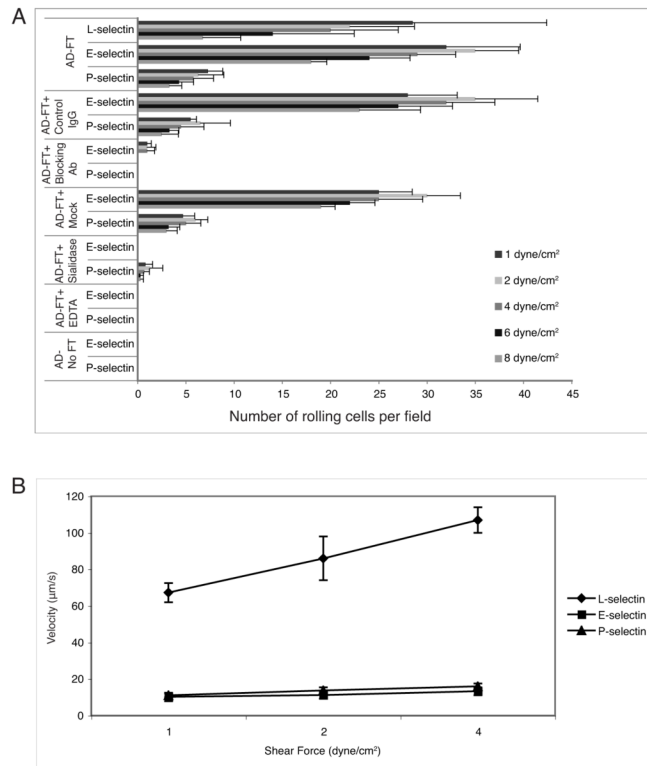 A
AD-FT
L-selectin
E-selectin
P-selectin
AD-FT+
Control
IgG
E-selectin
P-selectin
AD-FT+
Blocking
Ab
E-selectin
P-selectin
AD-FT+
Mock
E-selectin
P-selectin
AD-FT+
Sialidase
E-selectin
P-selectin
AD-FT+
EDTA
E-selectin
P-selectin
AD-
No FT
E-selectin
P-selectin
1 dyne/cm²
2 dyne/cm²
4 dyne/cm²
6 dyne/cm²
8 dyne/cm²
0 5 10 15 20 25 30 35 40 45
Number of rolling cells per field
B
120
100
80
60
40
20
0
Velocity (µm/s)
1 2 4
Shear Force (dyne/cm²)
L-selectin
E-selectin
P-selectin